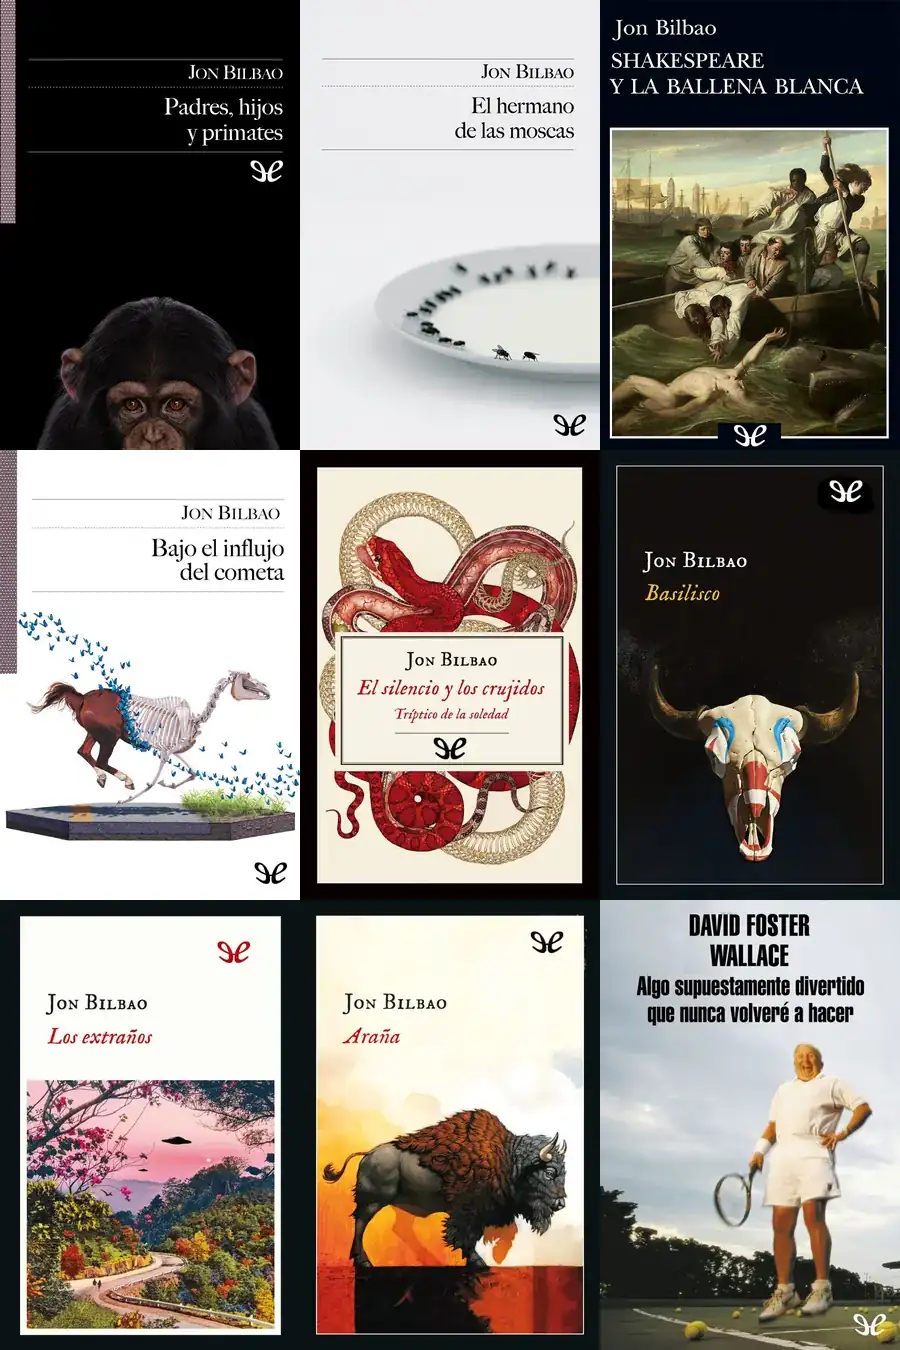 JON BILBAO
Padres, hijos
y primates
JON BILBAO
El hermano
de las moscas
Jon Bilbao
SHAKESPEARE
Y LA BALLENA BLANCA
JON BILBAO
Bajo el influjo
del cometa
JON BILBAO
El silencio y los crujidos
Tríptico de la soledad
JON BILBAO
Basilisco
JON BILBAO
Los extraños
JON BILBAO
Araña
DAVID FOSTER
WALLACE
Algo supuestamente divertido
que nunca volveré a hacer